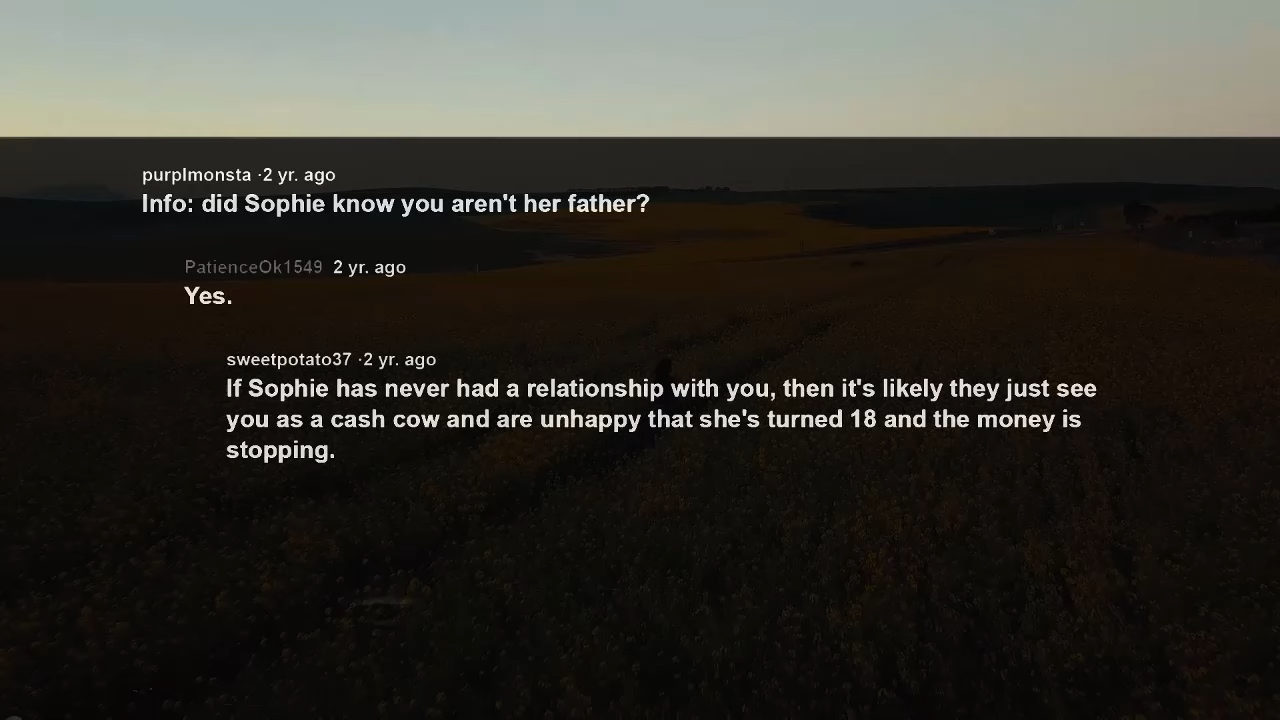 purplmonsta ·2 yr. ago
Info: did Sophie know you aren't her father?
PatienceOk1549 2 yr. ago
Yes.
sweetpotato37 ·2 yr. ago
If Sophie has never had a relationship with you, then it's likely they just see
you as a cash cow and are unhappy that she's turned 18 and the money is
stopping.